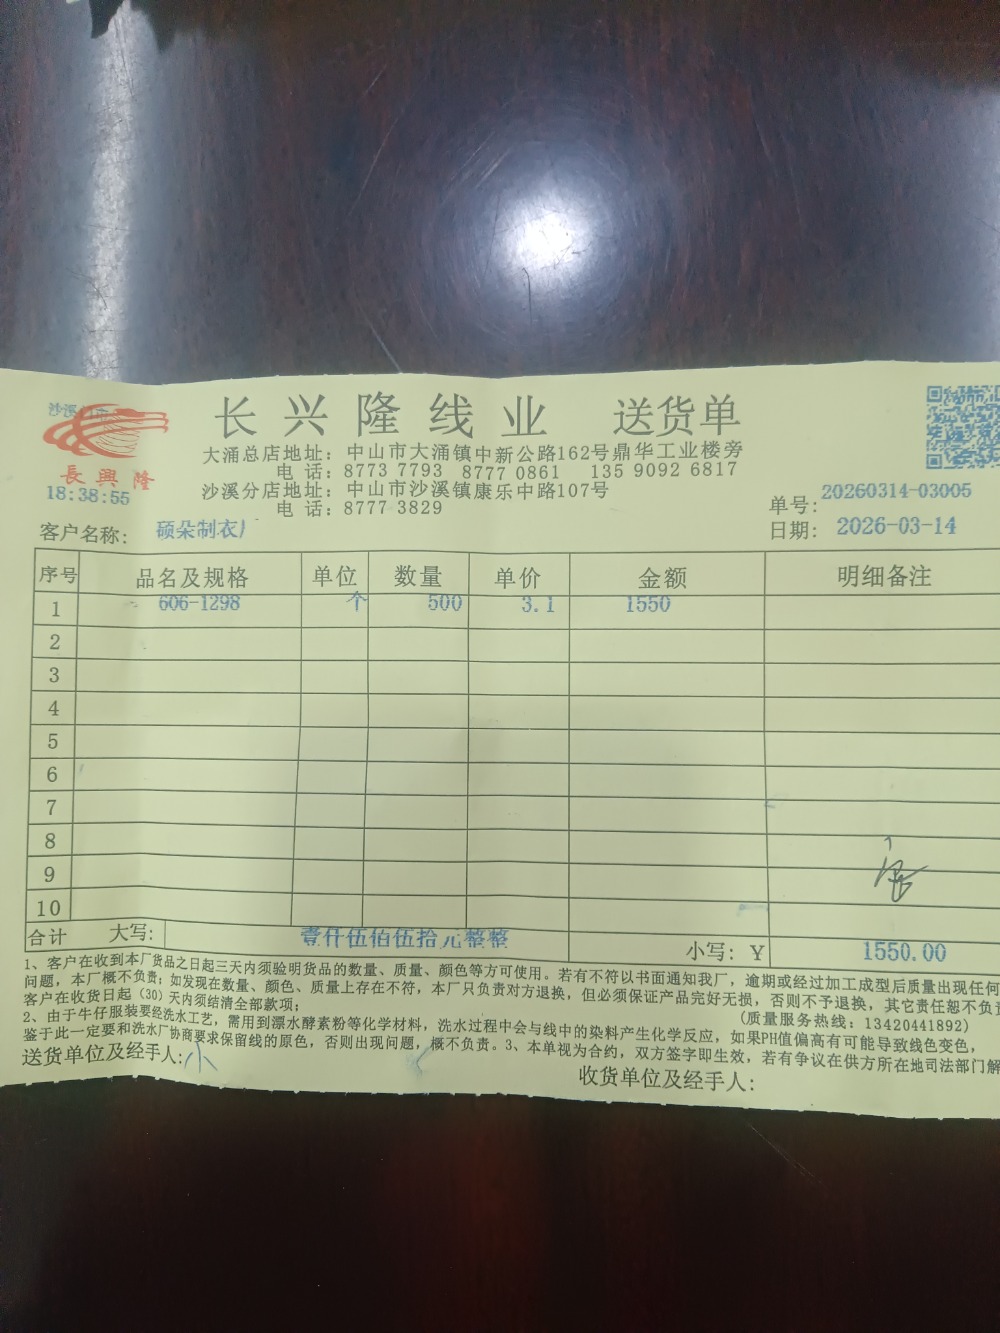 长兴隆线业 送货单
長興隆
大涌总店地址：中山市大涌镇中新公路162号鼎华工业楼旁
电 话：8773 7793 8777 0861 135 9092 6817
沙溪分店地址：中山市沙溪镇康乐中路107号
电 话：8777 3829
18:38:55
单号：20260314-03005
客户名称：硕朵制衣厂
日期：2026-03-14
序号 品名及规格 单位 数量 单价 金额 明细备注
1 606-1298 个 500 3.1 1550
2
3
4
5
6
7
8
9
10
合计 大写：壹仟伍佰伍拾元整整 小写：￥ 1550.00
1、客户在收到本厂货品之日起三天内须验明货品的数量、质量、颜色等方可使用。若有不符以书面通知我厂，逾期或经过加工成型后质量出现任何
问题，本厂概不负责；如发现在数量、颜色、质量上存在不符，本厂只负责对方退换，但必须保证产品完好无损，否则不予退换，其它责任恕不负责
客户在收货日起（30）天内须结清全部款项；
(质量服务热线：13420441892)
2、由于牛仔服装要经洗水工艺，需用到漂水酵素粉等化学材料，洗水过程中会与线中的染料产生化学反应，如果PH值偏高有可能导致线色变色，
鉴于此一定要和洗水厂协商要求保留线的原色，否则出现问题，概不负责。3、本单视为合约，双方签字即生效，若有争议在供方所在地司法部门解
送货单位及经手人:小
收货单位及经手人：